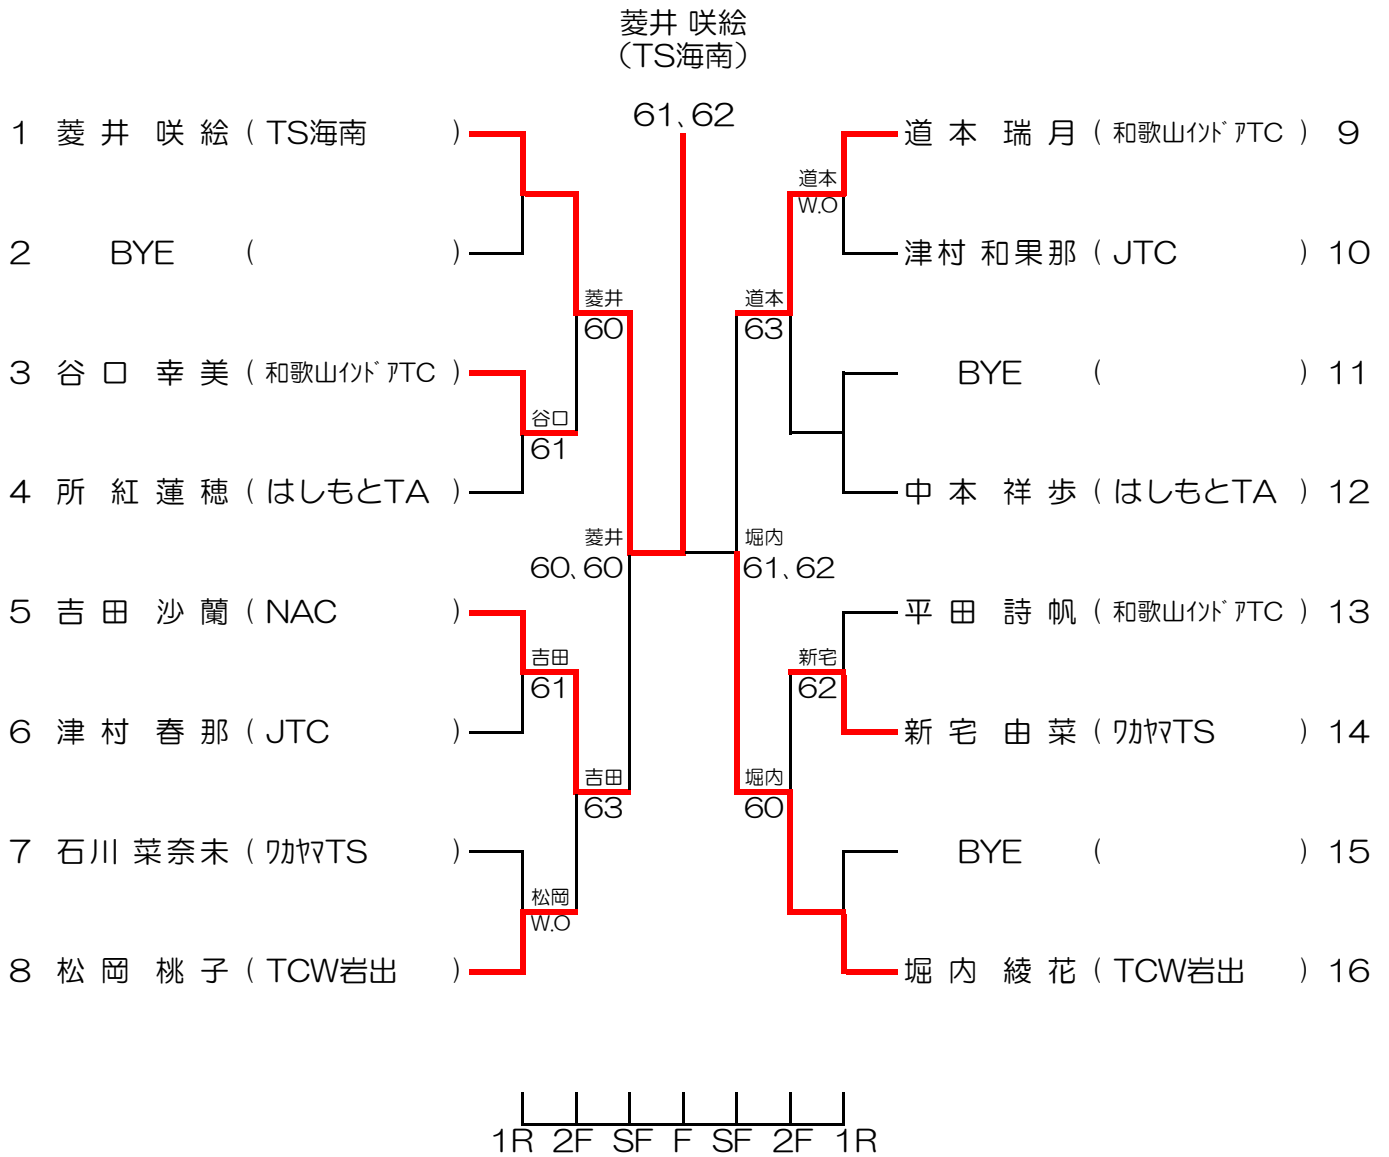 菱井 咲絵
（TS海南）
61、62
1 菱井 咲絵 ( TS海南 )
2 BYE ( )
菱井
60
3 谷口 幸美 ( 和歌山ｲﾝﾄﾞｱTC )
谷口
61
4 所 紅蓮穂 ( はしもとTA )
菱井
60、60
5 吉田 沙蘭 ( NAC )
吉田
61
6 津村 春那 ( JTC )
吉田
63
7 石川 菜奈未 ( ﾜｶﾔﾏTS )
松岡
W.O
8 松岡 桃子 ( TCW岩出 )
道本 瑞月 ( 和歌山ｲﾝﾄﾞｱTC ) 9
道本
W.O
津村 和果那 ( JTC ) 10
道本
63
BYE ( ) 11
中本 祥歩 ( はしもとTA ) 12
堀内
61、62
平田 詩帆 ( 和歌山ｲﾝﾄﾞｱTC ) 13
新宅
62
新宅 由菜 ( ﾜｶﾔﾏTS ) 14
堀内
60
BYE ( ) 15
堀内 綾花 ( TCW岩出 ) 16
1R 2F SF F SF 2F 1R